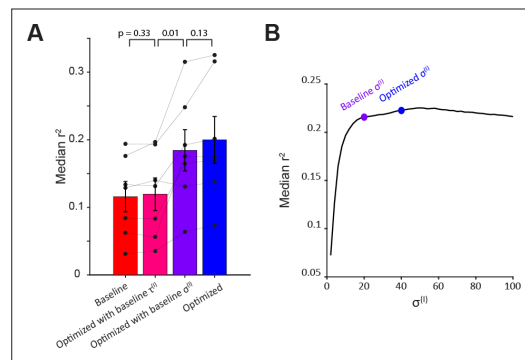 A
p = 0.33 0.01 0.13
Median r²
0.3
0.2
0.1
0
Baseline
Optimized with baseline τ⁽ˡ⁾
Optimized with baseline σ⁽ˡ⁾
Optimized
B
Baseline σ⁽ˡ⁾
Optimized σ⁽ˡ⁾
Median r²
0.25
0.2
0.15
0.1
0.05
0 20 40 60 80 100
σ⁽ˡ⁾